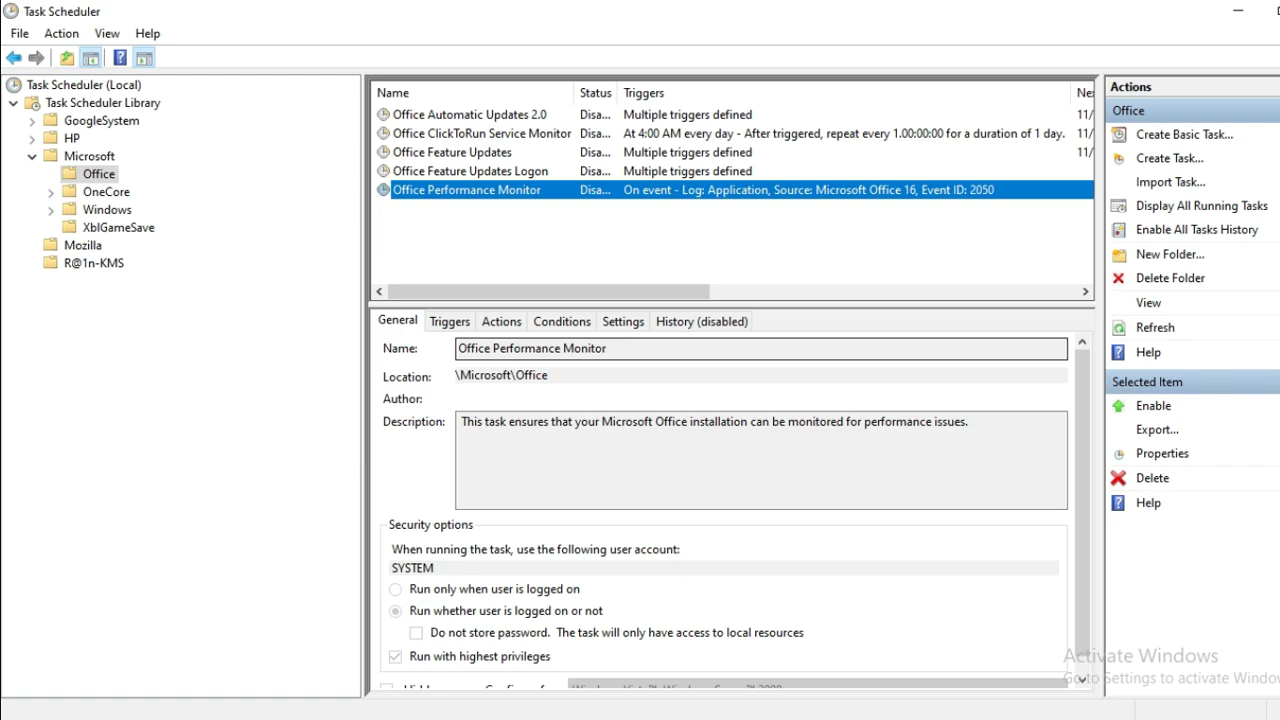 Task Scheduler
File Action View Help
Task Scheduler (Local)
Task Scheduler Library
GoogleSystem
HP
Microsoft
Office
OneCore
Windows
XblGameSave
Mozilla
R@1n-KMS
Name Status Triggers
Office Automatic Updates 2.0 Disa... Multiple triggers defined 11/
Office ClickToRun Service Monitor Disa... At 4:00 AM every day - After triggered, repeat every 1.00:00:00 for a duration of 1 day. 11/
Office Feature Updates Disa... Multiple triggers defined 11/
Office Feature Updates Logon Disa... Multiple triggers defined
Office Performance Monitor Disa... On event - Log: Application, Source: Microsoft Office 16, Event ID: 2050
General Triggers Actions Conditions Settings History (disabled)
Name: Office Performance Monitor
Location: \Microsoft\Office
Author:
Description: This task ensures that your Microsoft Office installation can be monitored for performance issues.
Security options
When running the task, use the following user account:
SYSTEM
Run only when user is logged on
Run whether user is logged on or not
Do not store password. The task will only have access to local resources
Run with highest privileges
Actions
Office
Create Basic Task...
Create Task...
Import Task...
Display All Running Tasks
Enable All Tasks History
New Folder...
Delete Folder
View
Refresh
Help
Selected Item
Enable
Export...
Properties
Delete
Help
Activate Windows
Go to Settings to activate